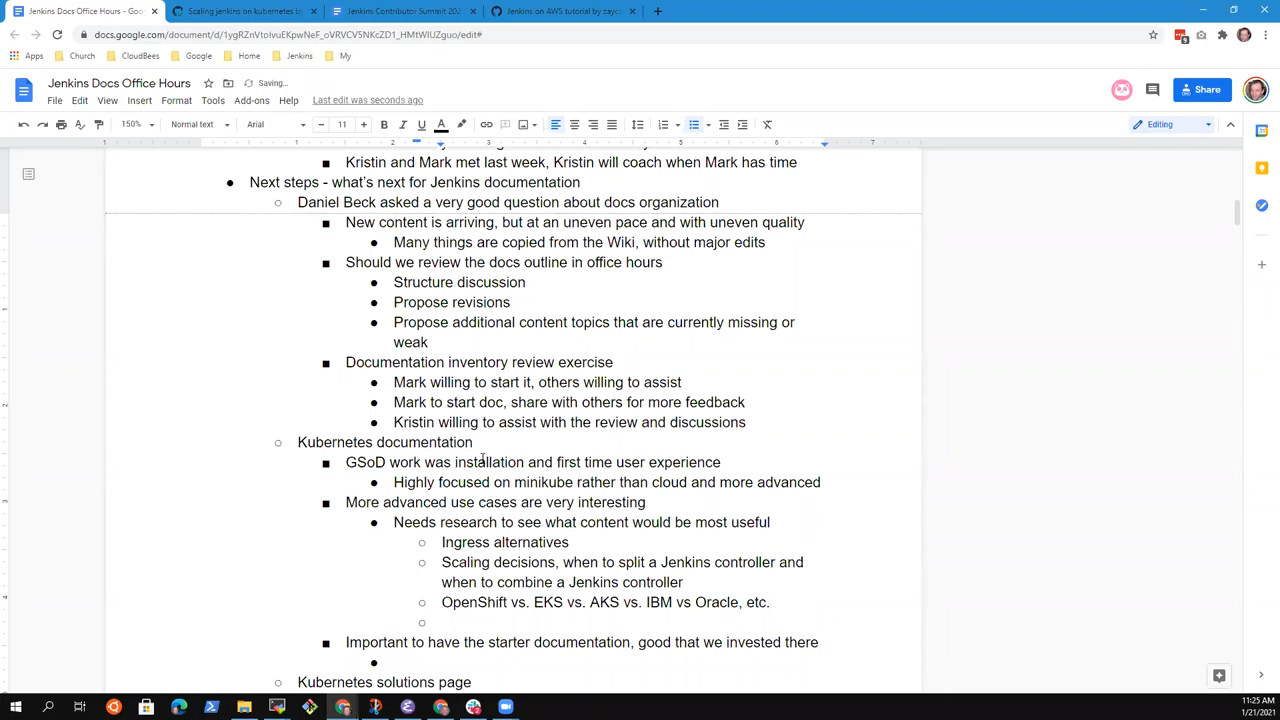 Jenkins Docs Office Hours - Goo
Scaling jenkins on kubernetes b
Jenkins Contributor Summit 202
Jenkins on AWS tutorial by zayc
docs.google.com/document/d/1ygRZnVtoIvuEKpwNeF_oVRVCV5NKcZD1_HMtWIUZguo/edit#
Apps Church CloudBees Google Home Jenkins My
Jenkins Docs Office Hours Saving...
File Edit View Insert Format Tools Add-ons Help Last edit was seconds ago
Share
150% Normal text Arial 11 Editing
1 1 2 3 4 5 6 7
Kristin and Mark met last week, Kristin will coach when Mark has time
Next steps - what's next for Jenkins documentation
Daniel Beck asked a very good question about docs organization
New content is arriving, but at an uneven pace and with uneven quality
Many things are copied from the Wiki, without major edits
Should we review the docs outline in office hours
Structure discussion
Propose revisions
Propose additional content topics that are currently missing or
weak
Documentation inventory review exercise
Mark willing to start it, others willing to assist
Mark to start doc, share with others for more feedback
Kristin willing to assist with the review and discussions
Kubernetes documentation
GSoD work was installation and first time user experience
Highly focused on minikube rather than cloud and more advanced
More advanced use cases are very interesting
Needs research to see what content would be most useful
Ingress alternatives
Scaling decisions, when to split a Jenkins controller and
when to combine a Jenkins controller
OpenShift vs. EKS vs. AKS vs. IBM vs Oracle, etc.
Important to have the starter documentation, good that we invested there
Kubernetes solutions page
11:25 AM
1/21/2021